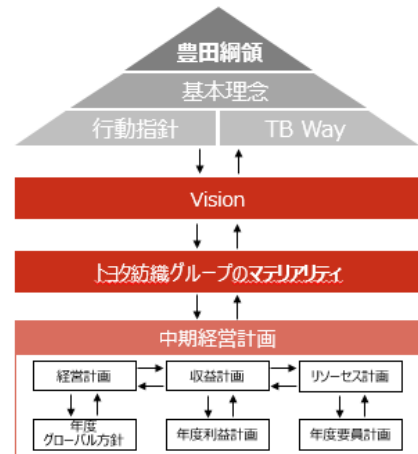 豊田綱領
基本理念
行動指針 TB Way
Vision
トヨタ紡織グループのマテリアリティ
中期経営計画
経営計画 収益計画 リソーセス計画
年度
グローバル方針 年度利益計画 年度要員計画